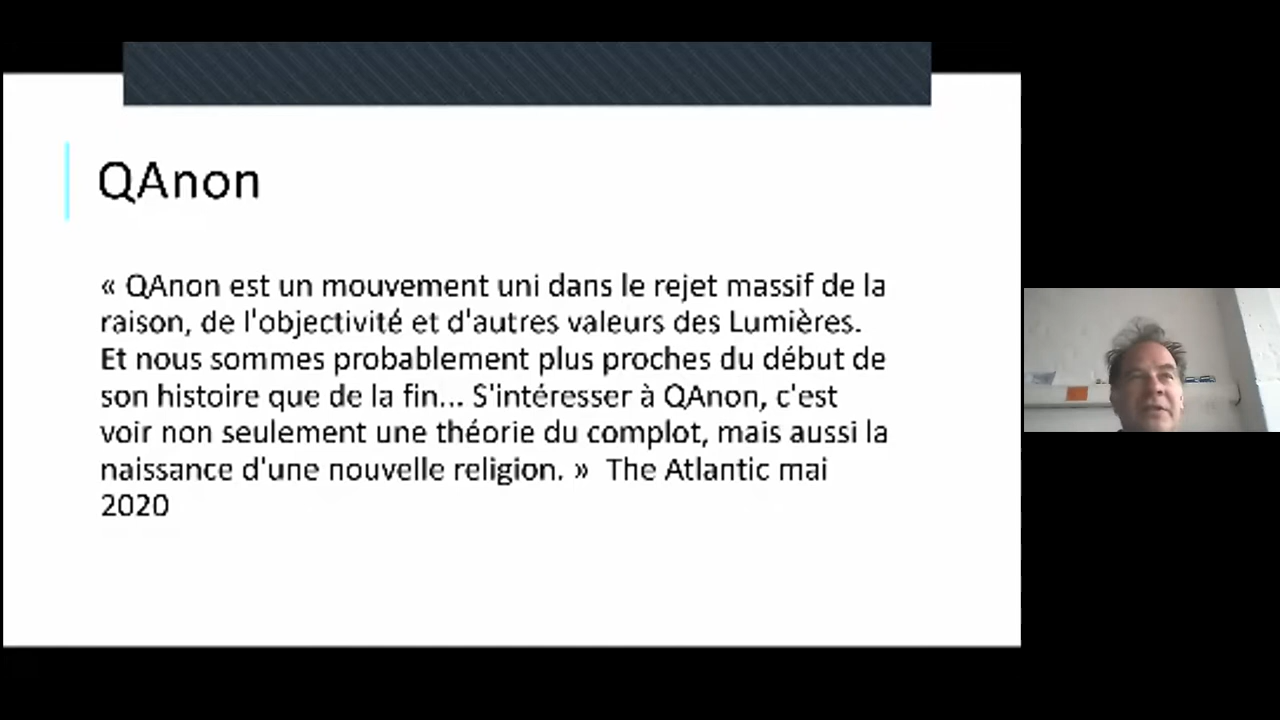 QAnon
« QAnon est un mouvement uni dans le rejet massif de la
raison, de l'objectivité et d'autres valeurs des Lumières.
Et nous sommes probablement plus proches du début de
son histoire que de la fin... S'intéresser à QAnon, c'est
voir non seulement une théorie du complot, mais aussi la
naissance d'une nouvelle religion. »  The Atlantic mai
2020